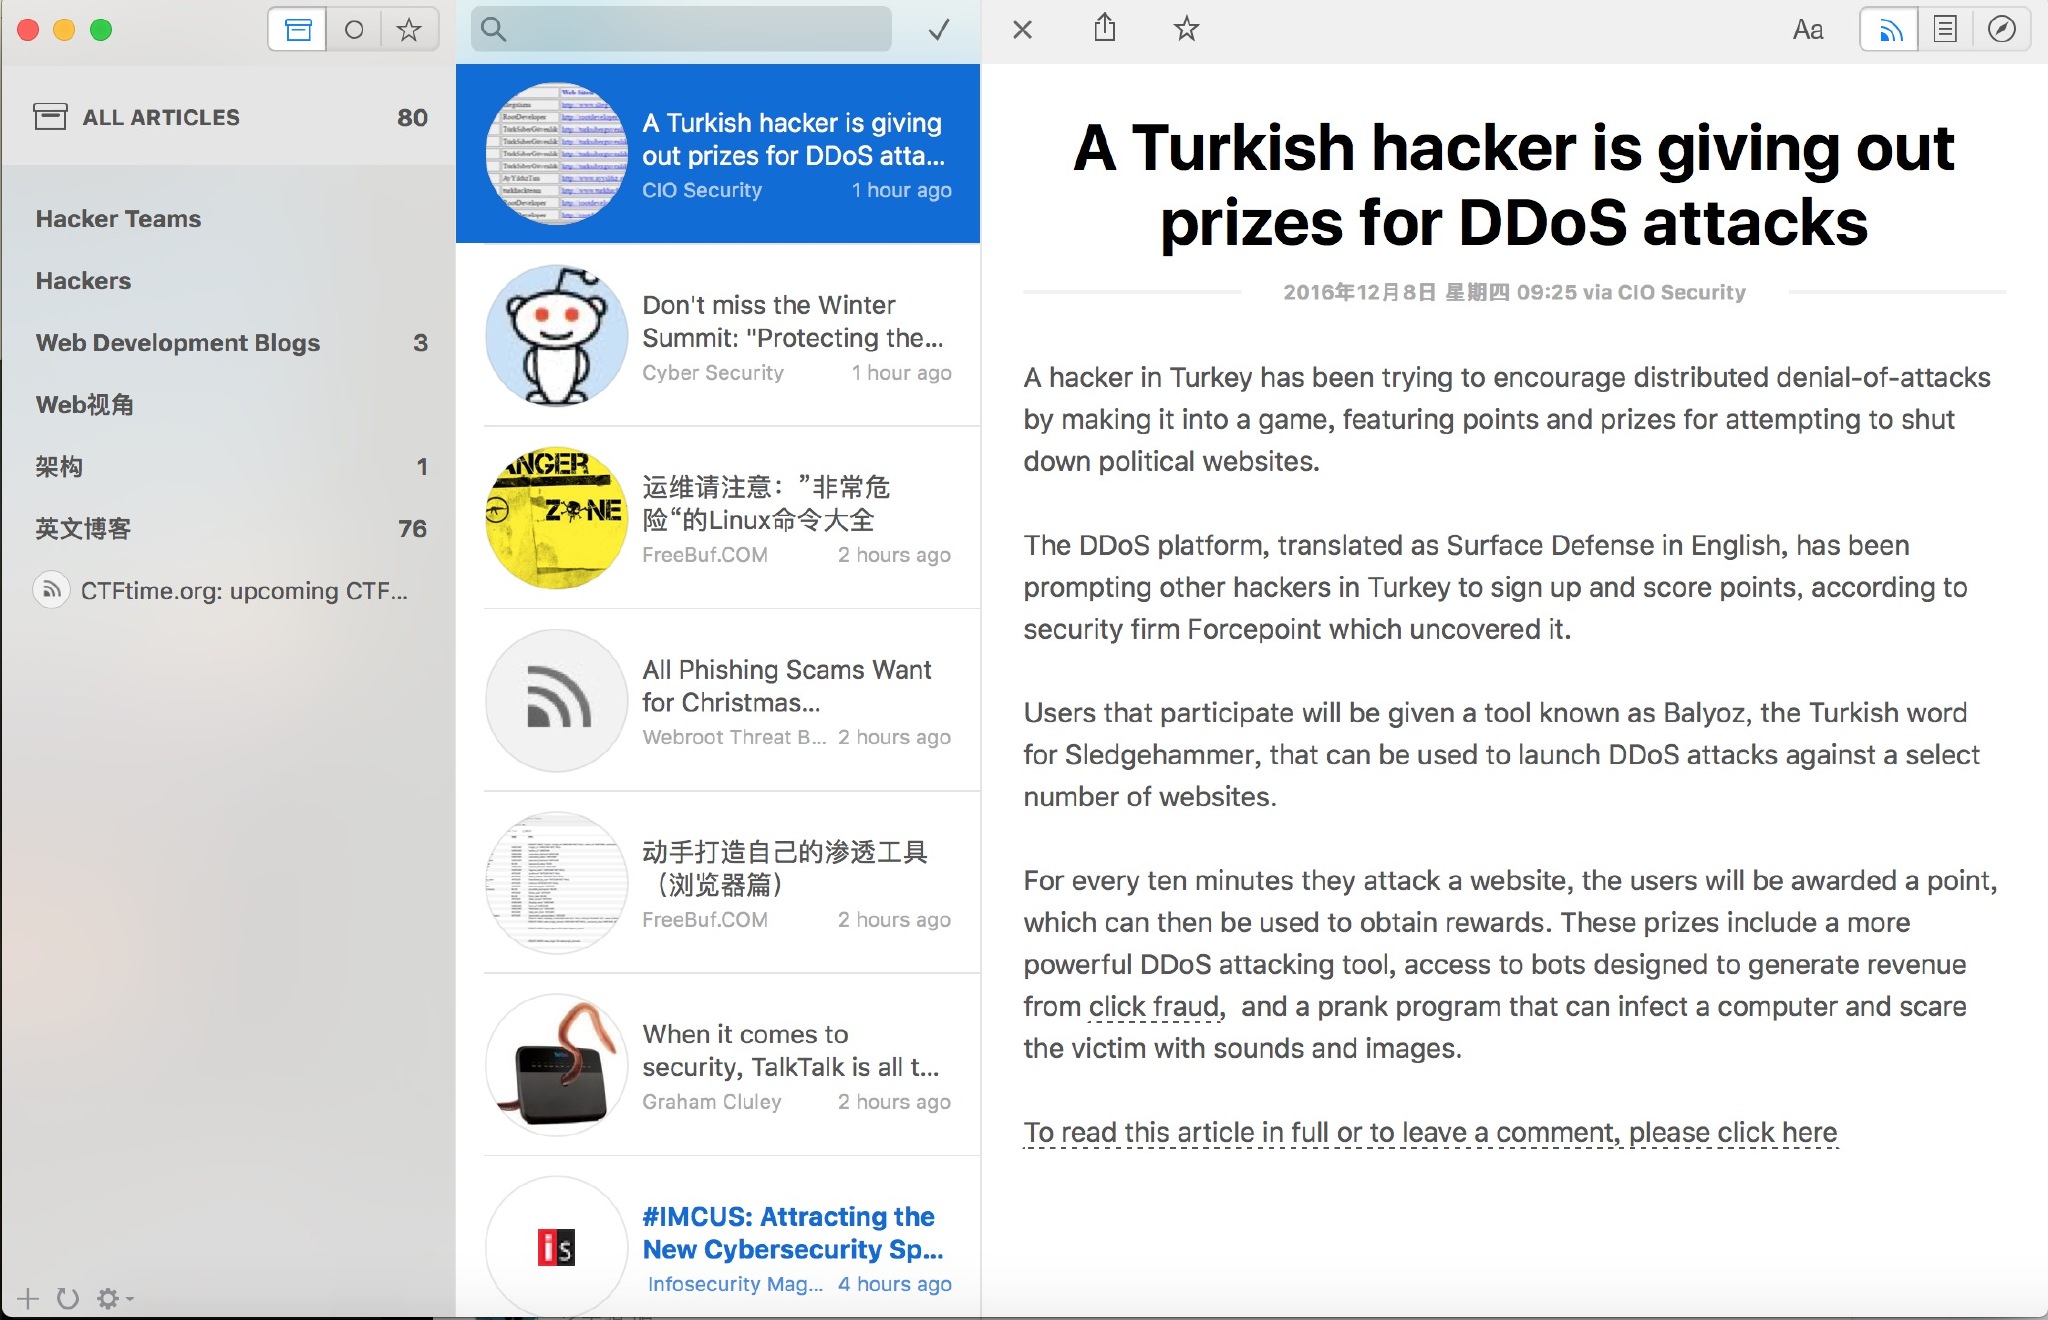 ALL ARTICLES 80
Hacker Teams
Hackers
Web Development Blogs 3
Web视角
架构 1
英文博客 76
CTFtime.org: upcoming CTF...
A Turkish hacker is giving
out prizes for DDoS atta...
CIO Security 1 hour ago
Don't miss the Winter
Summit: "Protecting the...
Cyber Security 1 hour ago
ANGER
ZONE
运维请注意：”非常危
险“的Linux命令大全
FreeBuf.COM 2 hours ago
All Phishing Scams Want
for Christmas...
Webroot Threat B... 2 hours ago
动手打造自己的渗透工具
（浏览器篇）
FreeBuf.COM 2 hours ago
When it comes to
security, TalkTalk is all t...
Graham Cluley 2 hours ago
is
#IMCUS: Attracting the
New Cybersecurity Sp...
Infosecurity Mag... 4 hours ago
Aa
A Turkish hacker is giving out
prizes for DDoS attacks
2016年12月8日 星期四 09:25 via CIO Security
A hacker in Turkey has been trying to encourage distributed denial-of-attacks
by making it into a game, featuring points and prizes for attempting to shut
down political websites.
The DDoS platform, translated as Surface Defense in English, has been
prompting other hackers in Turkey to sign up and score points, according to
security firm Forcepoint which uncovered it.
Users that participate will be given a tool known as Balyoz, the Turkish word
for Sledgehammer, that can be used to launch DDoS attacks against a select
number of websites.
For every ten minutes they attack a website, the users will be awarded a point,
which can then be used to obtain rewards. These prizes include a more
powerful DDoS attacking tool, access to bots designed to generate revenue
from click fraud,  and a prank program that can infect a computer and scare
the victim with sounds and images.
To read this article in full or to leave a comment, please click here